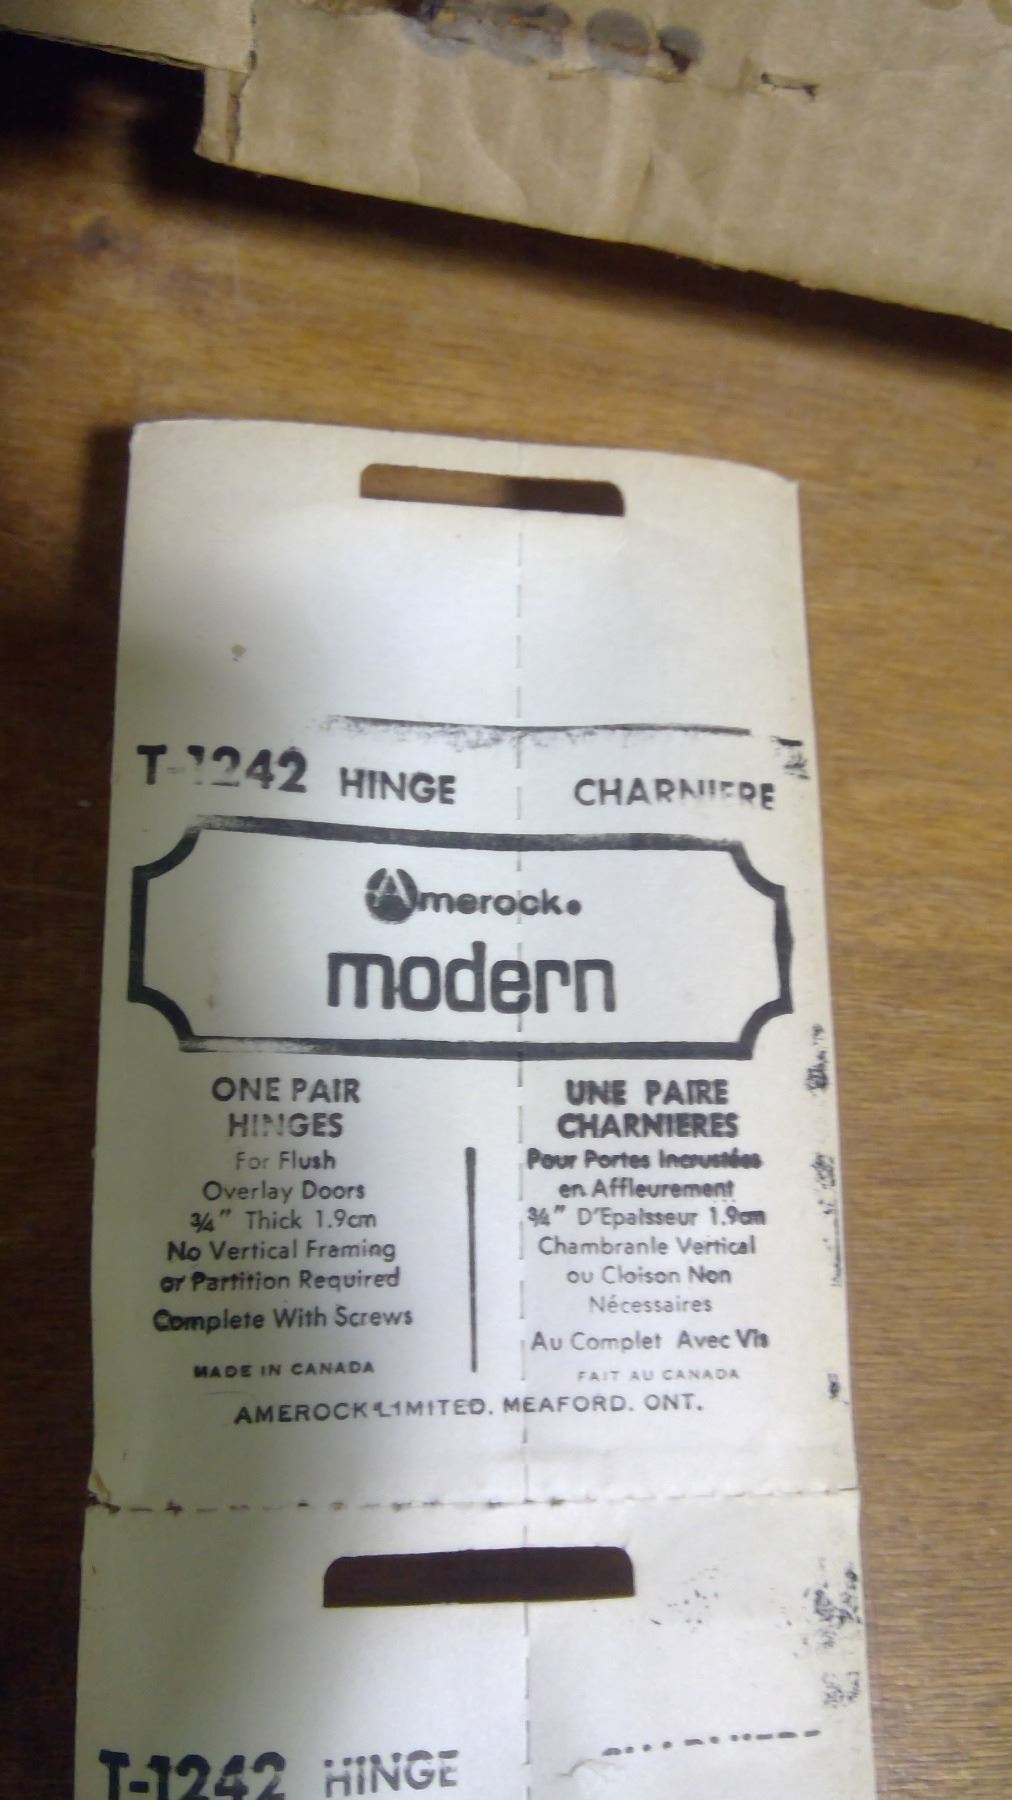 T-1242 HINGE CHARNIERE
Amerock.
modern
ONE PAIR
HINGES
For Flush
Overlay Doors
3/4" Thick 1.9cm
No Vertical Framing
or Partition Required
Complete With Screws
MADE IN CANADA
UNE PAIRE
CHARNIERES
Pour Portes Incrustées
en Affleurement
3/4" D'Epaisseur 1.9cm
Chambranle Vertical
ou Cloison Non
Nécessaires
Au Complet Avec Vis
FAIT AU CANADA
AMEROCK LIMITED. MEAFORD. ONT.
T-1242 HINGE